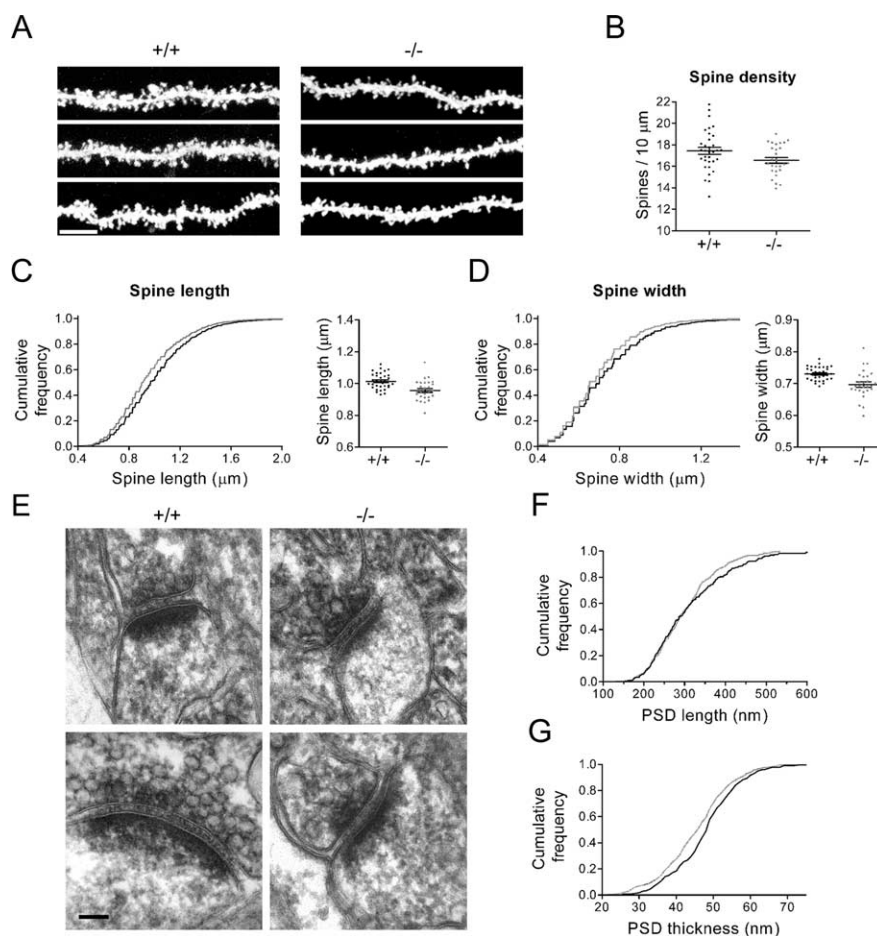 A
+/+
-/-
B
Spine density
Spines / 10 μm
22
20
18
16
14
12
10
+/+
-/-
C
Spine length
Cumulative
frequency
1.0
0.8
0.6
0.4
0.2
0.0
0.4 0.8 1.2 1.6 2.0
Spine length (μm)
Spine length (μm)
1.4
1.2
1.0
0.8
0.6
+/+
-/-
D
Spine width
Cumulative
frequency
1.0
0.8
0.6
0.4
0.2
0.0
0.4 0.8 1.2
Spine width (μm)
Spine width (μm)
0.9
0.8
0.7
0.6
0.5
+/+
-/-
E
+/+
-/-
F
Cumulative
frequency
1.0
0.8
0.6
0.4
0.2
0.0
100 200 300 400 500 600
PSD length (nm)
G
Cumulative
frequency
1.0
0.8
0.6
0.4
0.2
0.0
20 30 40 50 60 70
PSD thickness (nm)